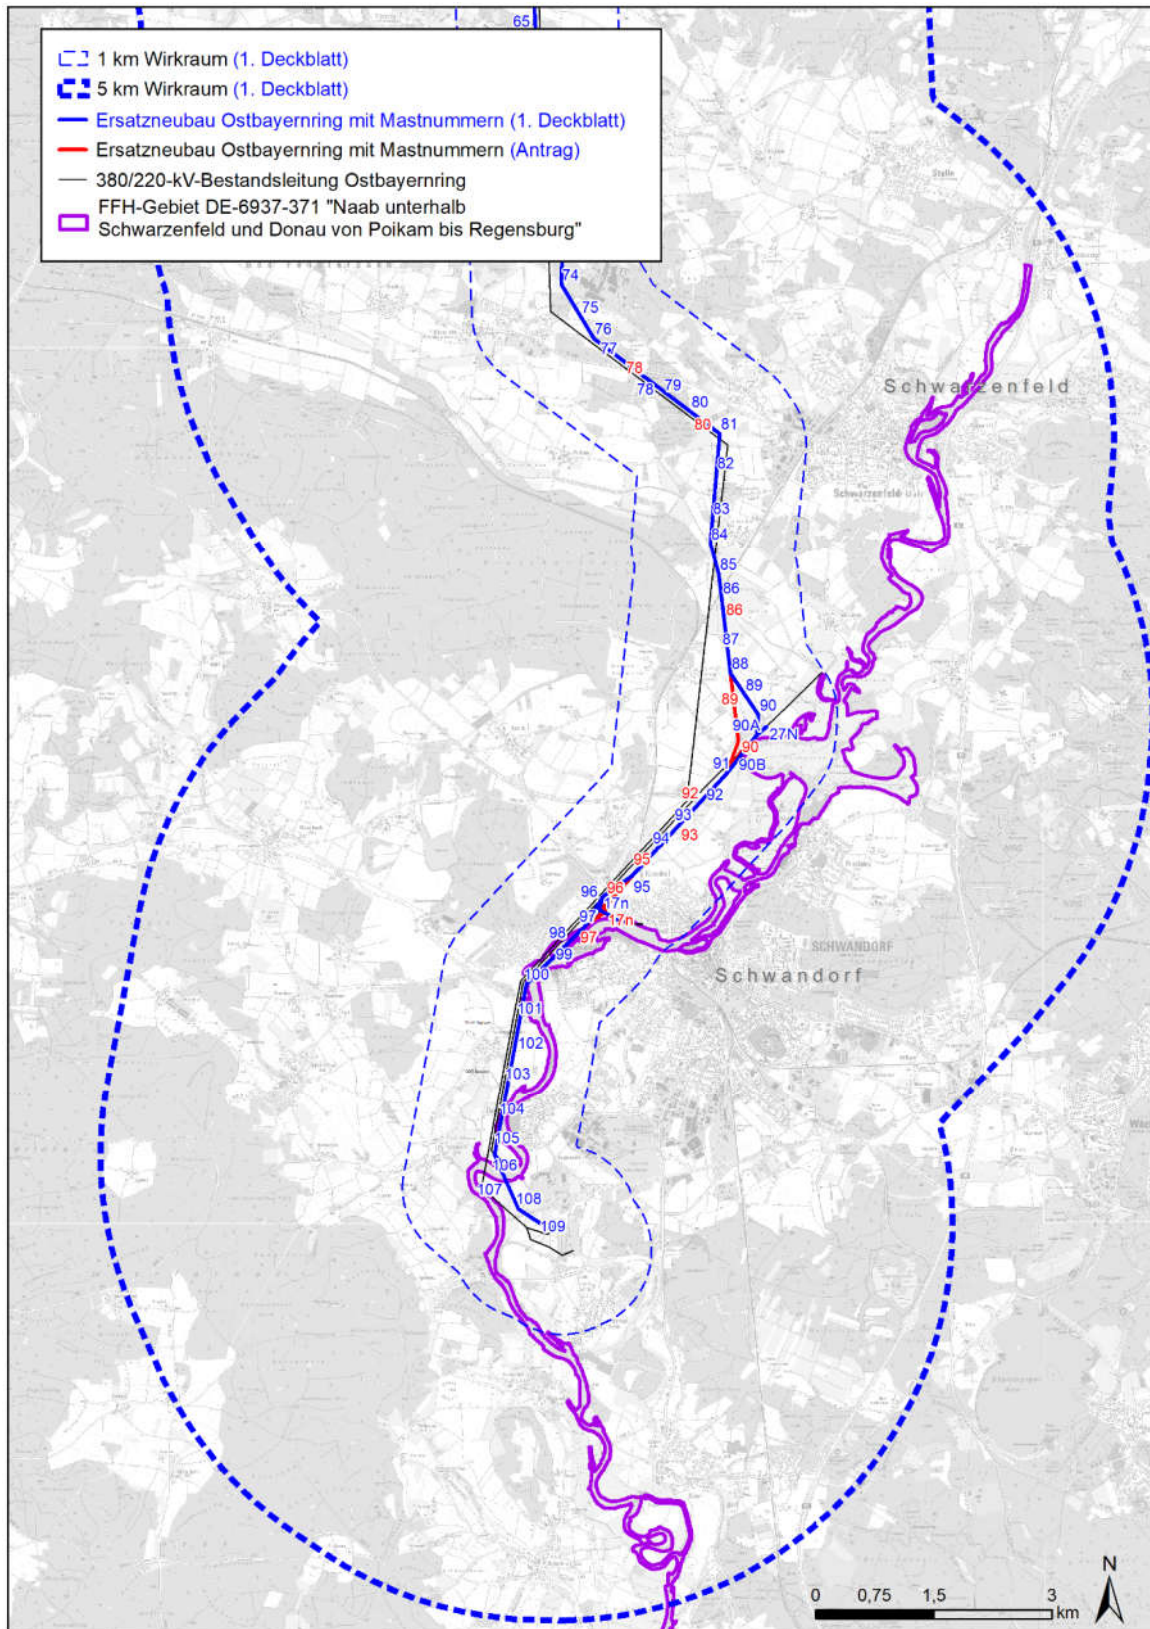 65
1 km Wirkraum (1. Deckblatt)
5 km Wirkraum (1. Deckblatt)
Ersatzneubau Ostbayernring mit Mastnummern (1. Deckblatt)
Ersatzneubau Ostbayernring mit Mastnummern (Antrag)
380/220-kV-Bestandsleitung Ostbayernring
FFH-Gebiet DE-6937-371 "Naab unterhalb
Schwarzenfeld und Donau von Poikam bis Regensburg"
74
75
76
77
78
78
79
80
80
81
Schwarzenfeld
82
83
84
85
86
86
87
88
89
89
90
90A
27N
90
91
90B
92
92
93
93
94
95
95
96
96
17n
97
17n
97
98
99
SCHWANDORF
Schwandorf
100
101
102
103
104
105
106
107
108
109
N
0 0,75 1,5 3
km